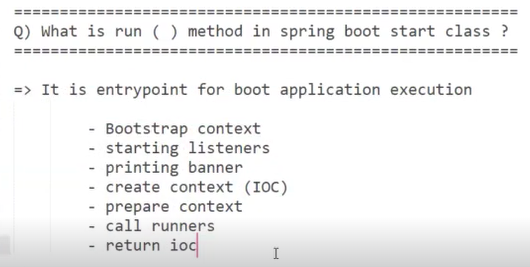 ====================================================
Q) What is run ( ) method in spring boot start class ?
====================================================
=> It is entrypoint for boot application execution
- Bootstrap context
- starting listeners
- printing banner
- create context (IOC)
- prepare context
- call runners
- return ioc